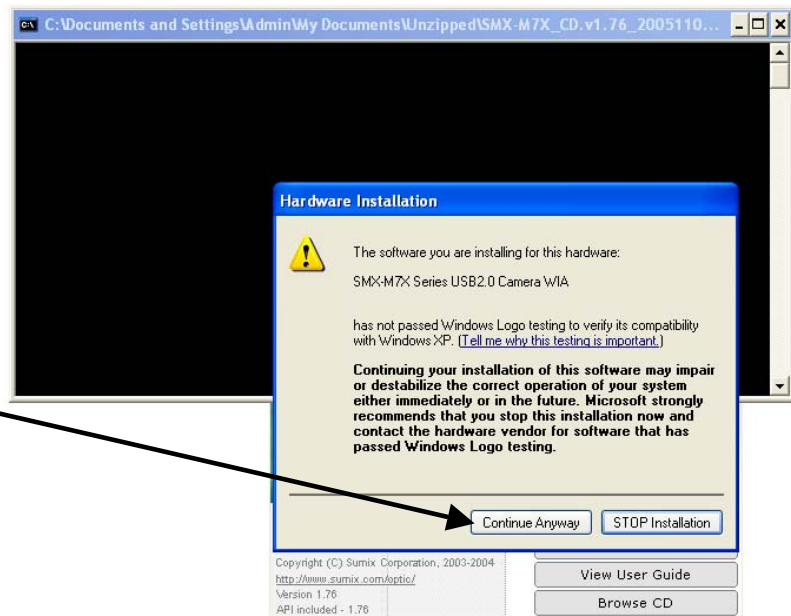 C:\Documents and Settings\Admin\My Documents\Unzipped\SMX-M7X_CD.v1.76_2005110...
Hardware Installation
The software you are installing for this hardware:
SMX-M7X Series USB2.0 Camera WIA
has not passed Windows Logo testing to verify its compatibility
with Windows XP. (Tell me why this testing is important.)
Continuing your installation of this software may impair
or destabilize the correct operation of your system
either immediately or in the future. Microsoft strongly
recommends that you stop this installation now and
contact the hardware vendor for software that has
passed Windows Logo testing.
Continue Anyway
STOP Installation
Copyright (C) Sumix Corporation, 2003-2004
http://www.sumix.com/optic/
Version 1.76
API included - 1.76
View User Guide
Browse CD